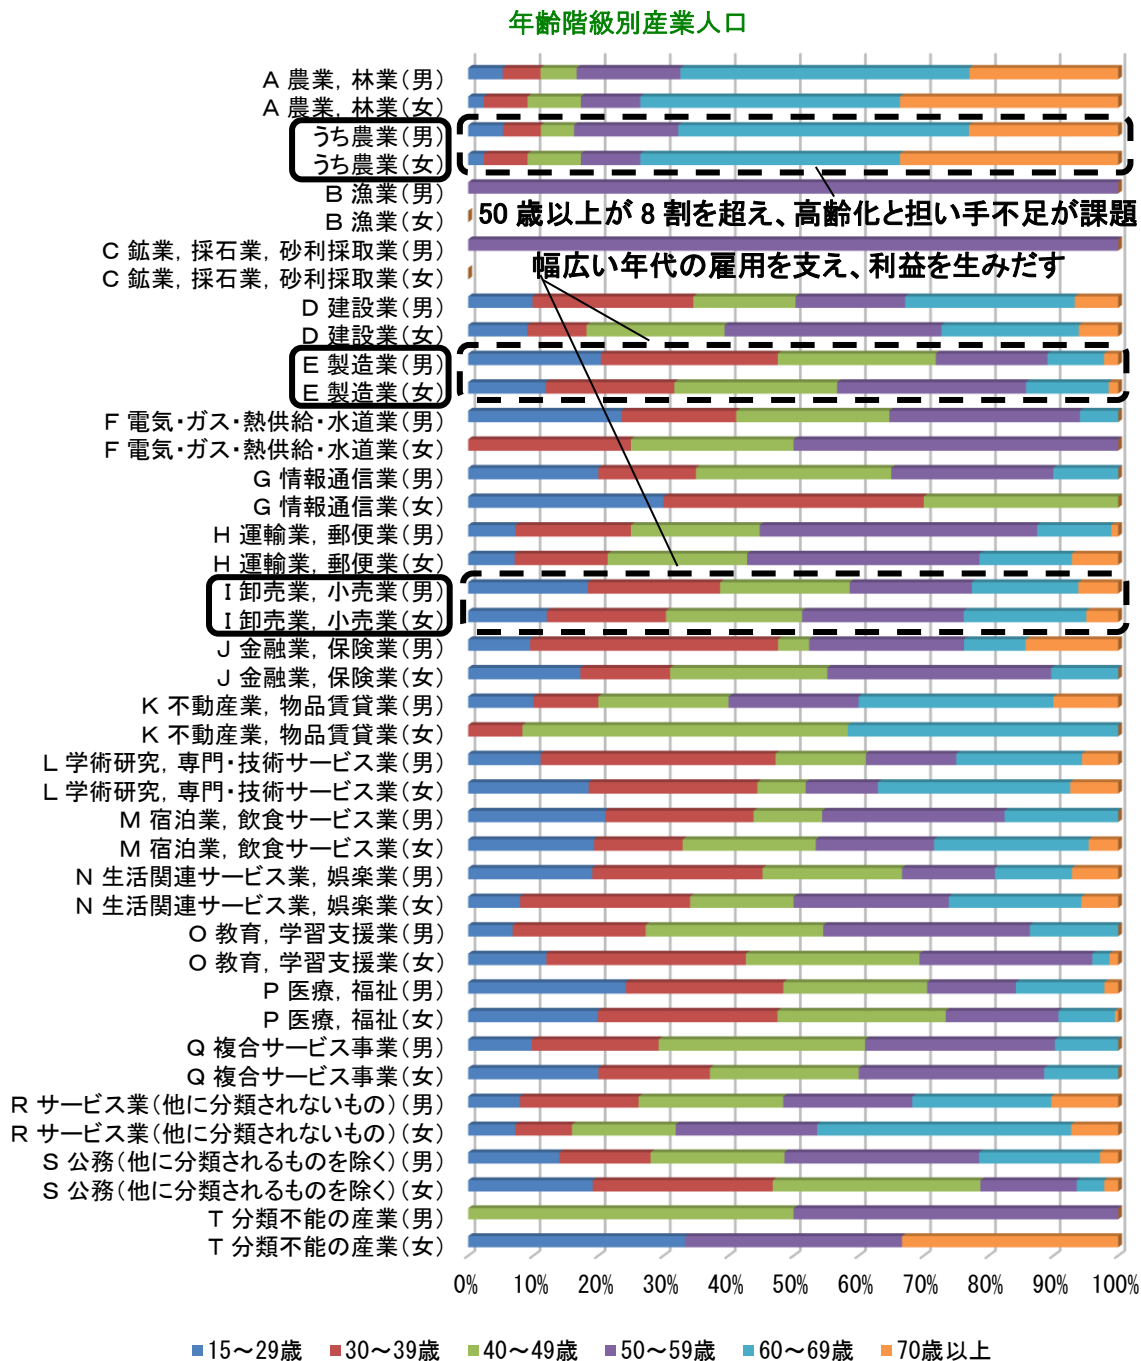 年齢階級別産業人口
A 農業, 林業(男)
A 農業, 林業(女)
うち農業(男)
うち農業(女)
B 漁業(男)
50 歳以上が 8 割を超え、高齢化と担い手不足が課題
B 漁業(女)
C 鉱業, 採石業, 砂利採取業(男)
幅広い年代の雇用を支え、利益を生みだす
C 鉱業, 採石業, 砂利採取業(女)
D 建設業(男)
D 建設業(女)
E 製造業(男)
E 製造業(女)
F 電気・ガス・熱供給・水道業(男)
F 電気・ガス・熱供給・水道業(女)
G 情報通信業(男)
G 情報通信業(女)
H 運輸業, 郵便業(男)
H 運輸業, 郵便業(女)
I 卸売業, 小売業(男)
I 卸売業, 小売業(女)
J 金融業, 保険業(男)
J 金融業, 保険業(女)
K 不動産業, 物品賃貸業(男)
K 不動産業, 物品賃貸業(女)
L 学術研究, 専門・技術サービス業(男)
L 学術研究, 専門・技術サービス業(女)
M 宿泊業, 飲食サービス業(男)
M 宿泊業, 飲食サービス業(女)
N 生活関連サービス業, 娯楽業(男)
N 生活関連サービス業, 娯楽業(女)
O 教育, 学習支援業(男)
O 教育, 学習支援業(女)
P 医療, 福祉(男)
P 医療, 福祉(女)
Q 複合サービス事業(男)
Q 複合サービス事業(女)
R サービス業(他に分類されないもの)(男)
R サービス業(他に分類されないもの)(女)
S 公務(他に分類されるものを除く)(男)
S 公務(他に分類されるものを除く)(女)
T 分類不能の産業(男)
T 分類不能の産業(女)
0% 10% 20% 30% 40% 50% 60% 70% 80% 90% 100%
15～29歳 30～39歳 40～49歳 50～59歳 60～69歳 70歳以上